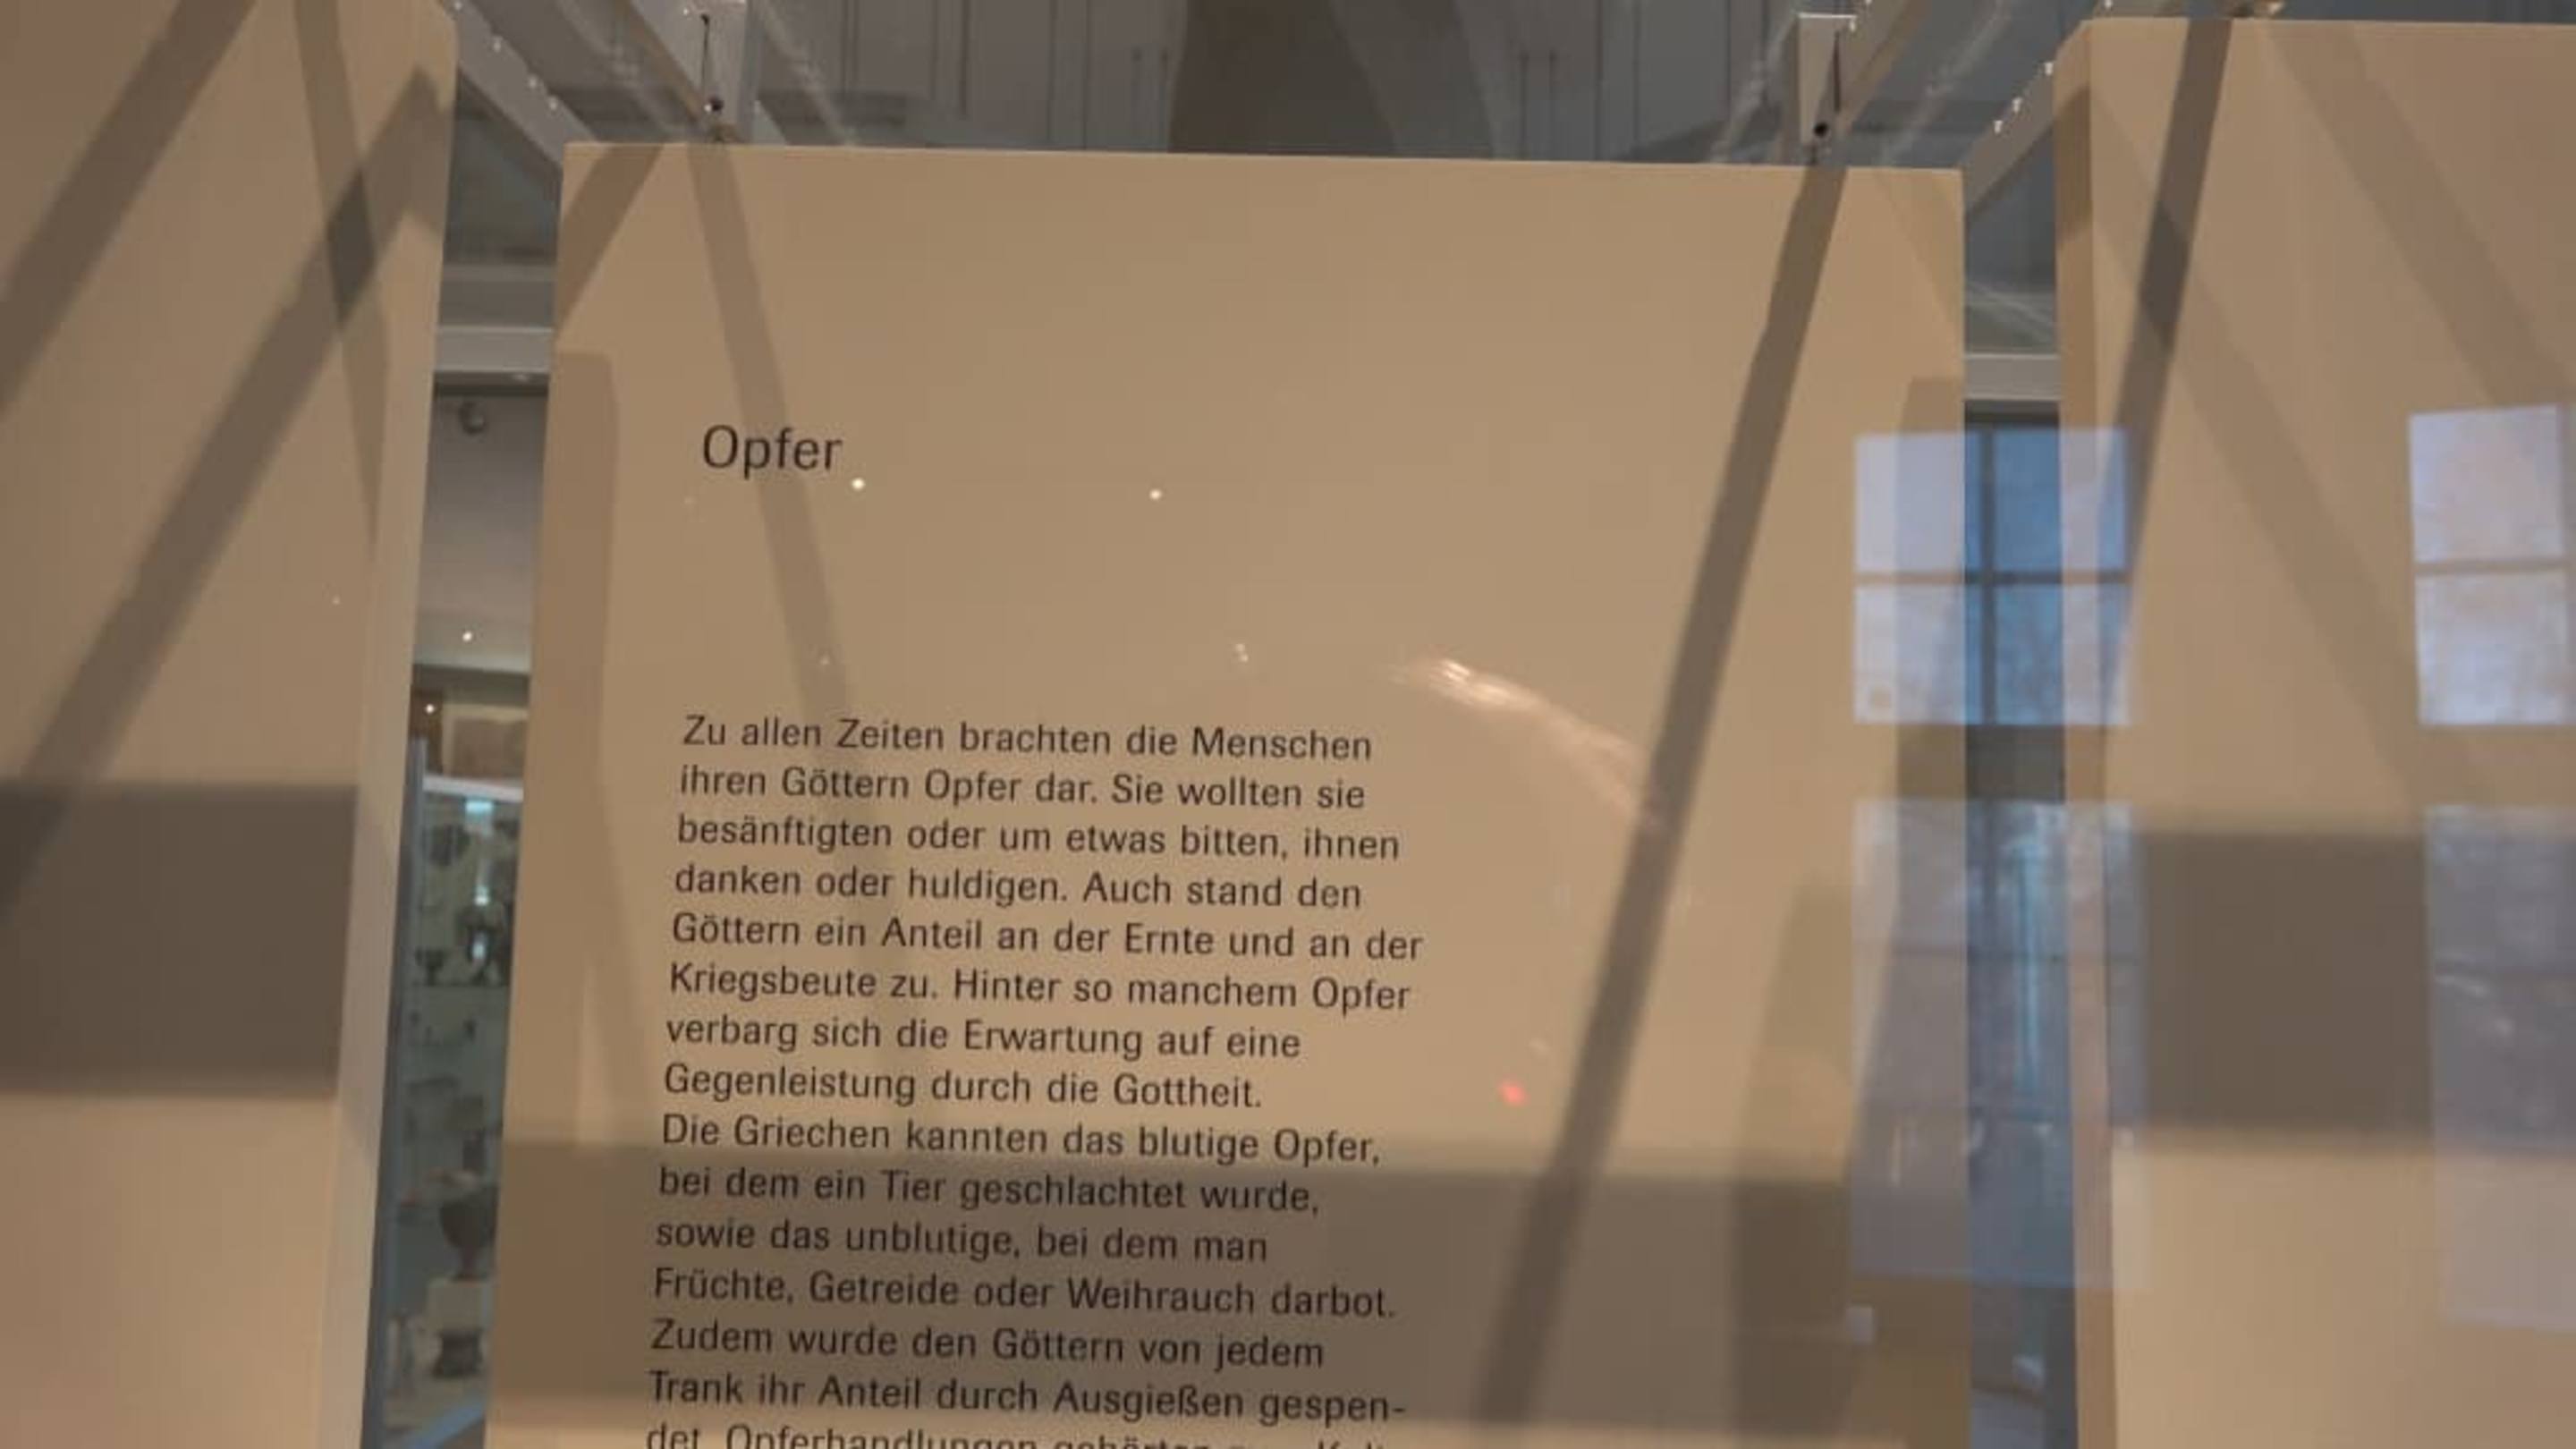 Opfer
Zu allen Zeiten brachten die Menschen
ihren Göttern Opfer dar. Sie wollten sie
besänftigten oder um etwas bitten, ihnen
danken oder huldigen. Auch stand den
Göttern ein Anteil an der Ernte und an der
Kriegsbeute zu. Hinter so manchem Opfer
verbarg sich die Erwartung auf eine
Gegenleistung durch die Gottheit.
Die Griechen kannten das blutige Opfer,
bei dem ein Tier geschlachtet wurde,
sowie das unblutige, bei dem man
Früchte, Getreide oder Weihrauch darbot.
Zudem wurde den Göttern von jedem
Trank ihr Anteil durch Ausgießen gespen-
det. Opferhandlungen gehörten